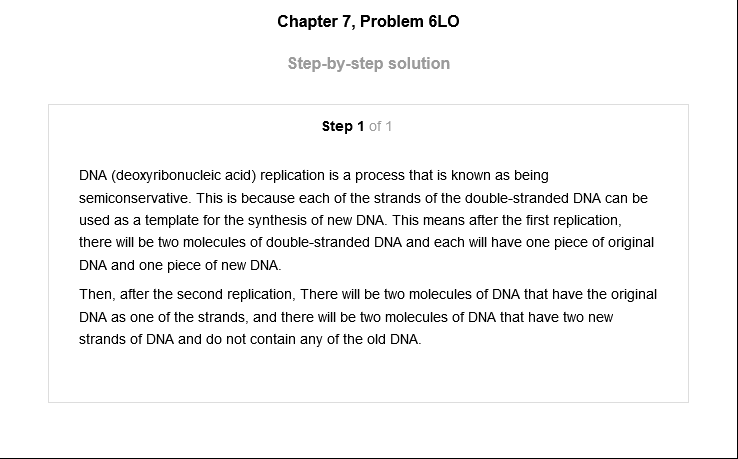 Chapter 7, Problem 6LO
Step-by-step solution
Step 1 of 1
DNA (deoxyribonucleic acid) replication is a process that is known as being
semiconservative. This is because each of the strands of the double-stranded DNA can be
used as a template for the synthesis of new DNA. This means after the first replication,
there will be two molecules of double-stranded DNA and each will have one piece of original
DNA and one piece of new DNA.
Then, after the second replication, There will be two molecules of DNA that have the original
DNA as one of the strands, and there will be two molecules of DNA that have two new
strands of DNA and do not contain any of the old DNA.